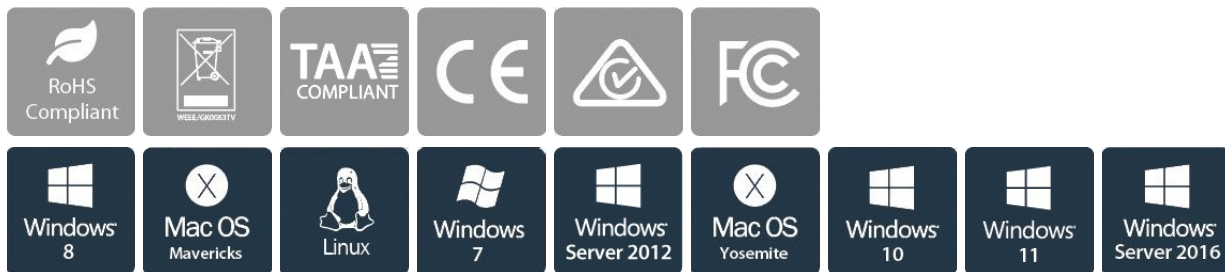 RoHS
Compliant
WEEE/GK0063TV
TAA
COMPLIANT
CE
FC
Windows
8
Mac OS
Mavericks
Linux
Windows
7
Windows
Server 2012
Mac OS
Yosemite
Windows
10
Windows
11
Windows
Server 2016